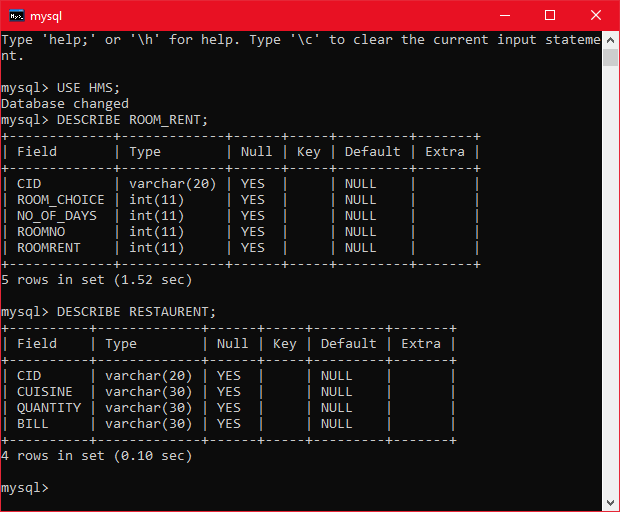 mysql
Type 'help;' or '\h' for help. Type '\c' to clear the current input stateme
nt.
mysql> USE HMS;
Database changed
mysql> DESCRIBE ROOM_RENT;
+-------------+-------------+------+-----+---------+-------+
| Field       | Type        | Null | Key | Default | Extra |
+-------------+-------------+------+-----+---------+-------+
| CID         | varchar(20) | YES  |     | NULL    |       |
| ROOM_CHOICE | int(11)     | YES  |     | NULL    |       |
| NO_OF_DAYS  | int(11)     | YES  |     | NULL    |       |
| ROOMNO      | int(11)     | YES  |     | NULL    |       |
| ROOMRENT    | int(11)     | YES  |     | NULL    |       |
+-------------+-------------+------+-----+---------+-------+
5 rows in set (1.52 sec)
mysql> DESCRIBE RESTAURENT;
+----------+-------------+------+-----+---------+-------+
| Field    | Type        | Null | Key | Default | Extra |
+----------+-------------+------+-----+---------+-------+
| CID      | varchar(20) | YES  |     | NULL    |       |
| CUISINE  | varchar(30) | YES  |     | NULL    |       |
| QUANTITY | varchar(30) | YES  |     | NULL    |       |
| BILL     | varchar(30) | YES  |     | NULL    |       |
+----------+-------------+------+-----+---------+-------+
4 rows in set (0.10 sec)
mysql>